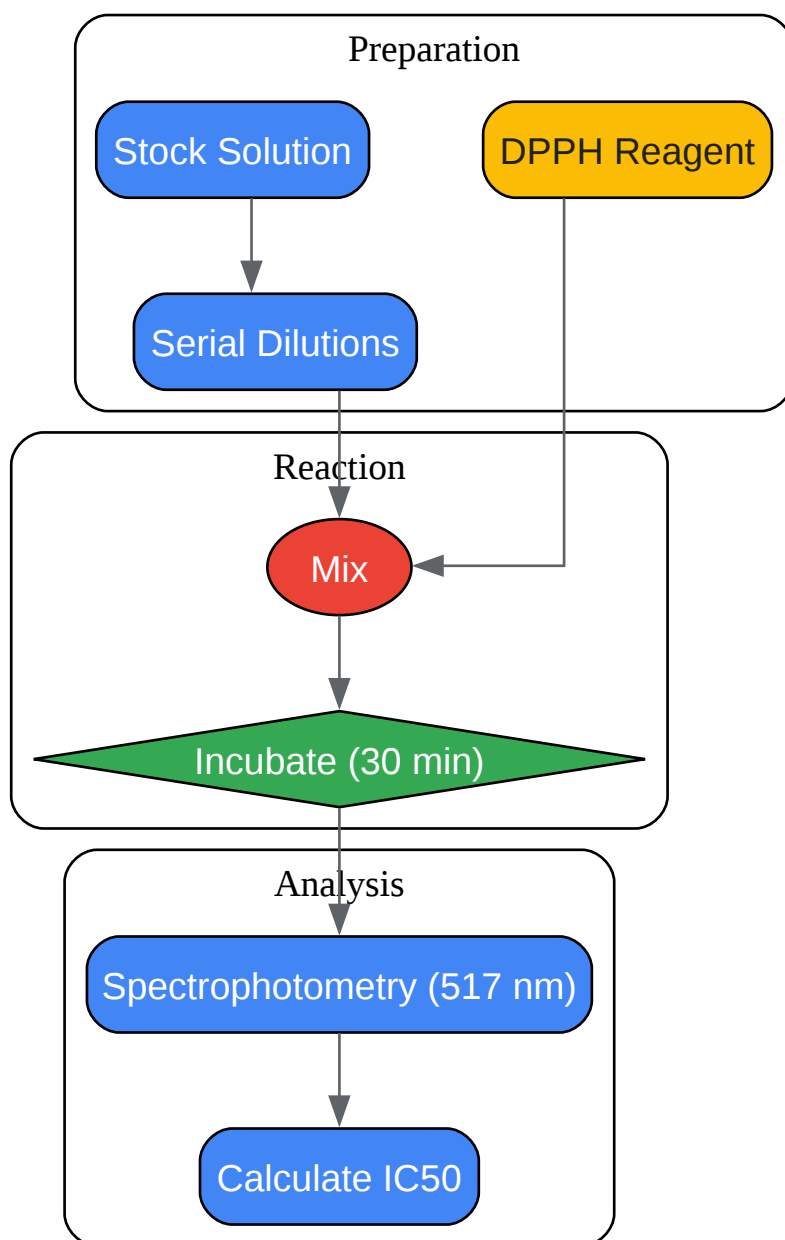 Preparation
Stock Solution
DPPH Reagent
Serial Dilutions
Reaction
Mix
Incubate (30 min)
Analysis
Spectrophotometry (517 nm)
Calculate IC50